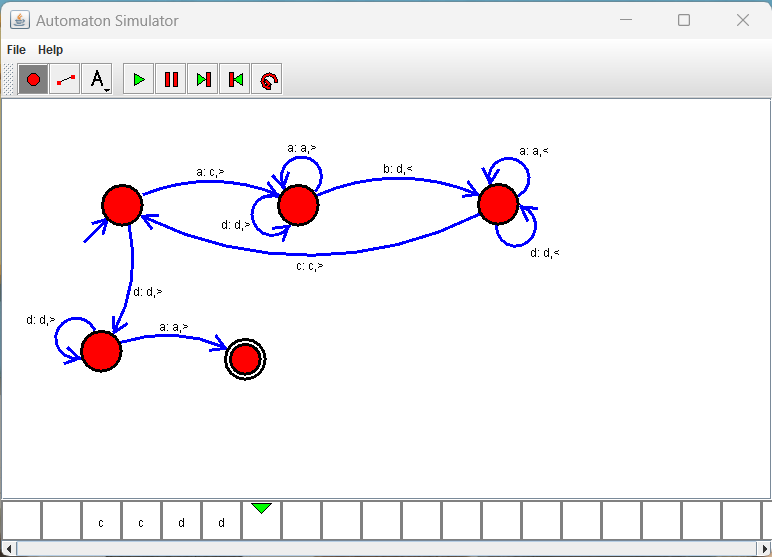 Automaton Simulator
File Help
A
a: a,>
a: a,<
a: c,>
b: d,<
d: d,>
d: d,<
c: c,>
d: d,>
d: d,>
a: a,>
c c d d